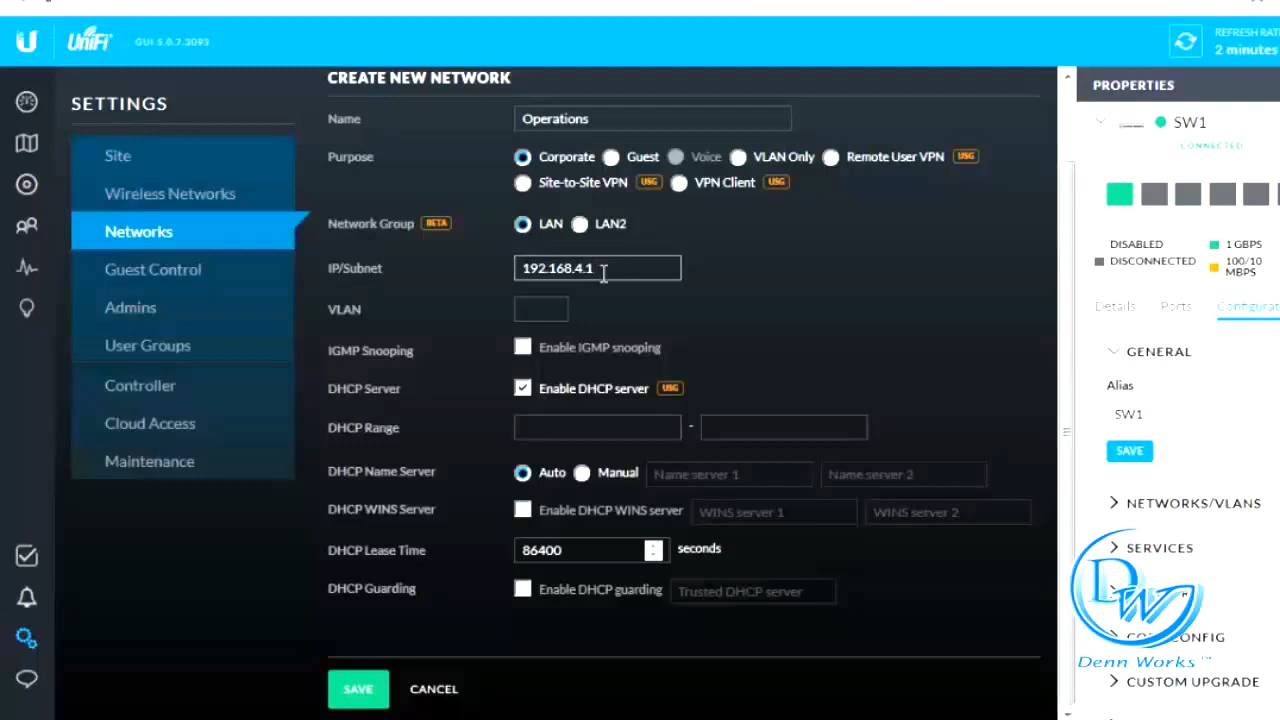 UniFi GUI 5.0.7.3093
REFRESH RATE
2 minutes
SETTINGS
Site
Wireless Networks
Networks
Guest Control
Admins
User Groups
Controller
Cloud Access
Maintenance
CREATE NEW NETWORK
Name Operations
Purpose Corporate Guest Voice VLAN Only Remote User VPN USG
Site-to-Site VPN USG VPN Client USG
Network Group BETA LAN LAN2
IP/Subnet 192.168.4.1
VLAN
IGMP Snooping Enable IGMP snooping
DHCP Server Enable DHCP server USG
DHCP Range -
DHCP Name Server Auto Manual Name server 1 Name server 2
DHCP WINS Server Enable DHCP WINS server WINS server 1 WINS server 2
DHCP Lease Time 86400 seconds
DHCP Guarding Enable DHCP guarding Trusted DHCP server
SAVE CANCEL
PROPERTIES
SW1
CONNECTED
DISABLED 1 GBPS
DISCONNECTED 100/10
MBPS
Details Ports Configurat
GENERAL
Alias
SW1
SAVE
NETWORKS/VLANS
SERVICES
DW
CONFIG
Denn Works™
CUSTOM UPGRADE